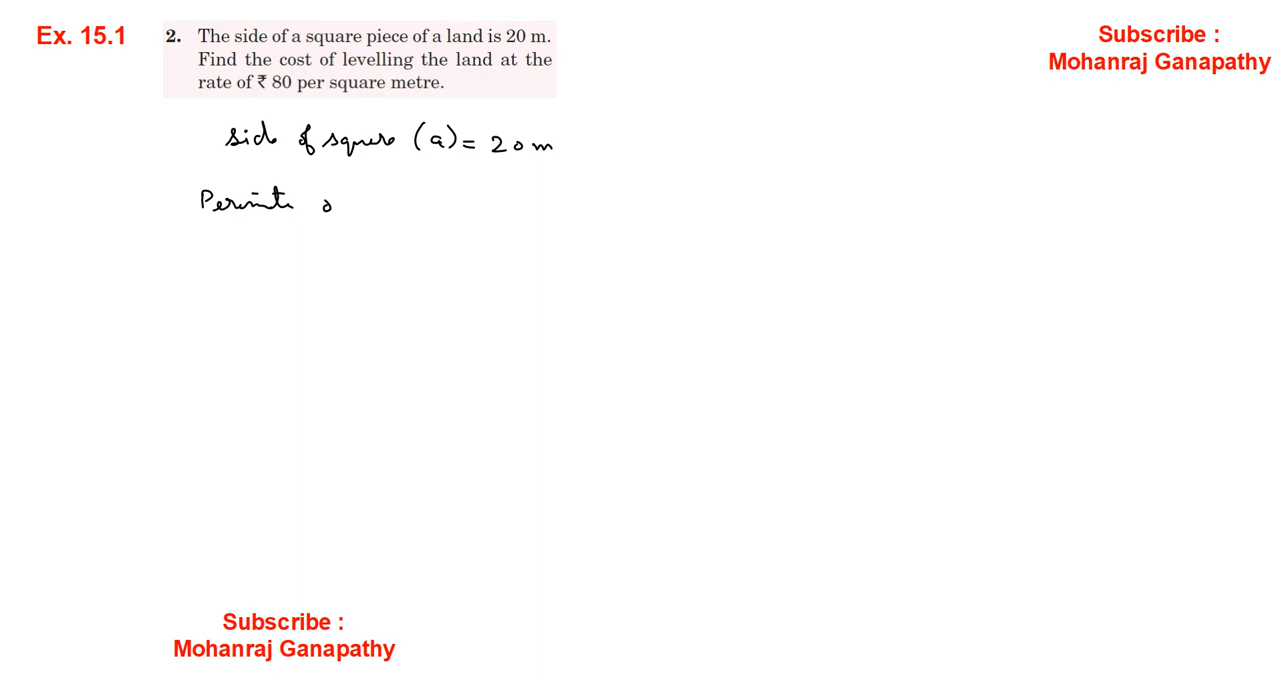 Ex. 15.1
2. The side of a square piece of a land is 20 m.
Find the cost of levelling the land at the
rate of ₹ 80 per square metre.
Subscribe :
Mohanraj Ganapathy
side of square (a) = 20 m
Perimete o
Subscribe :
Mohanraj Ganapathy